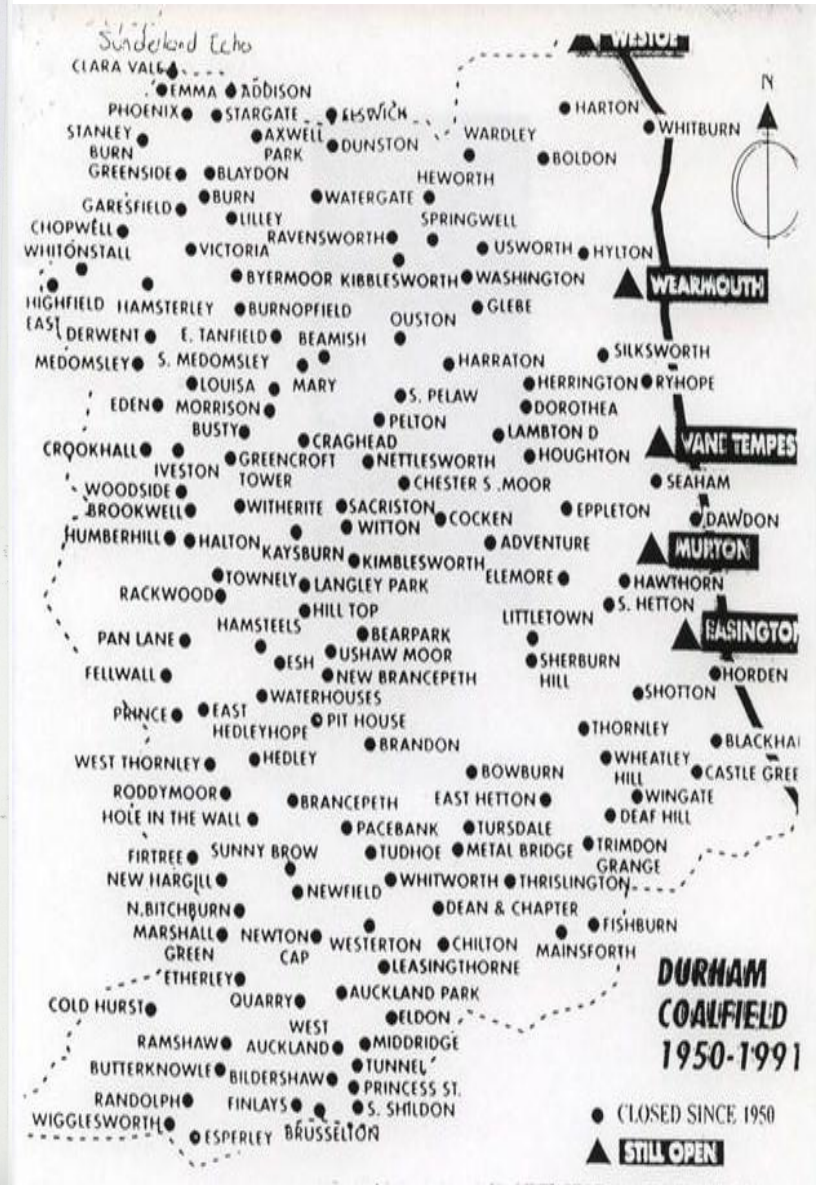 Sunderland Echo
WESTOE
CLARA VALE
EMMA
ADDISON
PHOENIX
STARGATE
ELSWICK
HARTON
WHITBURN
N
STANLEY
BURN
AXWELL
PARK
DUNSTON
WARDLEY
BOLDON
GREENSIDE
BLAYDON
HEWORTH
GARESFIELD
BURN
WATERGATE
CHOPWELL
LILLEY
SPRINGWELL
WHITONSTALL
VICTORIA
RAVENSWORTH
USWORTH
HYLTON
BYERMOOR
KIBBLESWORTH
WASHINGTON
WEARMOUTH
HIGHFIELD
HAMSTERLEY
BURNOPFIELD
GLEBE
EAST
DERWENT
E. TANFIELD
BEAMISH
OUSTON
MEDOMSLEY
S. MEDOMSLEY
HARRATON
SILKSWORTH
LOUISA
MARY
HERRINGTON
RYHOPE
EDEN
MORRISON
S. PELAW
DOROTHEA
BUSTY
PELTON
LAMBTON D
VANE TEMPES
CROOKHALL
CRAGHEAD
HOUGHTON
IVESTON
GREENCROFT
TOWER
NETTLESWORTH
SEAHAM
WOODSIDE
CHESTER S .MOOR
BROOKWELL
WITHERITE
SACRISTON
EPPLETON
DAWDON
WITTON
COCKEN
HUMBERHILL
HALTON
KAYSBURN
ADVENTURE
MURTON
KIMBLESWORTH
TOWNELY
LANGLEY PARK
ELEMORE
HAWTHORN
RACKWOOD
HILL TOP
S. HETTON
HAMSTEELS
LITTLETOWN
EASINGTON
PAN LANE
BEARPARK
ESH
USHAW MOOR
SHERBURN
HILL
FELLWALL
NEW BRANCEPETH
HORDEN
WATERHOUSES
SHOTTON
PRINCE
EAST
HEDLEYHOPE
PIT HOUSE
THORNLEY
BRANDON
BLACKHAL
WEST THORNLEY
HEDLEY
WHEATLEY
HILL
BOWBURN
CASTLE GREE
RODDYMOOR
BRANCEPETH
EAST HETTON
WINGATE
HOLE IN THE WALL
DEAF HILL
PACEBANK
TURSDALE
FIRTREE
SUNNY BROW
TUDHOE
METAL BRIDGE
TRIMDON
GRANGE
NEW HARGILL
NEWFIELD
WHITWORTH
THRISLINGTON
N.BITCHBURN
DEAN & CHAPTER
FISHBURN
MARSHALL
GREEN
NEWTON
CAP
WESTERTON
CHILTON
MAINSFORTH
LEASINGTHORNE
ETHERLEY
QUARRY
AUCKLAND PARK
COLD HURST
ELDON
WEST
AUCKLAND
RAMSHAW
MIDDRIDGE
BUTTERKNOWLE
BILDERSHAW
TUNNEL
PRINCESS ST.
RANDOLPH
FINLAYS
S. SHILDON
WIGGLESWORTH
ESPERLEY
BRUSSELTON
DURHAM
COALFIELD
1950-1991
CLOSED SINCE 1950
STILL OPEN